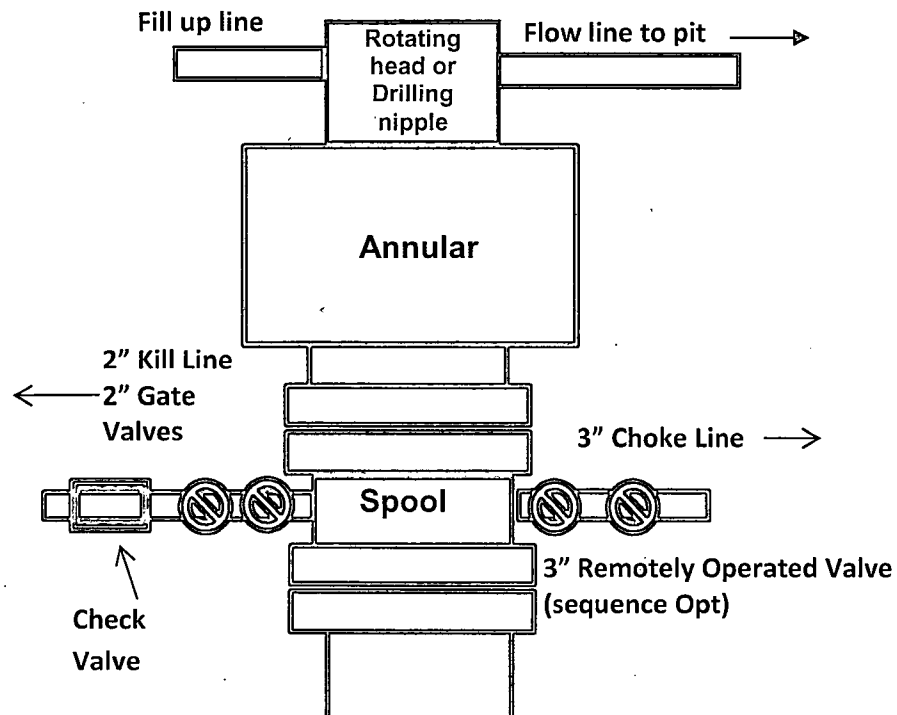 Fill up line
Rotating
head or
Drilling
nipple
Flow line to pit
Annular
2” Kill Line
2” Gate
Valves
3” Choke Line
Spool
3” Remotely Operated Valve
(sequence Opt)
Check
Valve